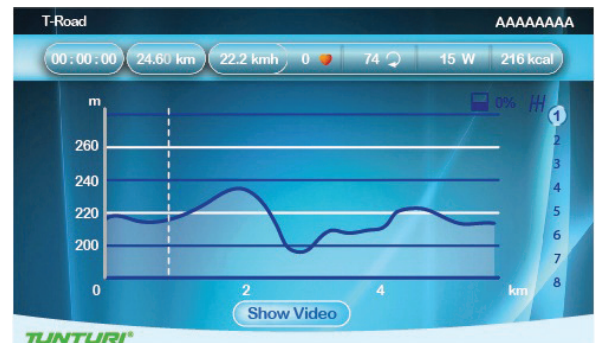 T-Road AAAAAAAA
00:00:00 24.60 km 22.2 kmh 0 74 15 W 216 kcal
m
0%
1
260
2
3
240
4
220
5
6
200
7
8
0 2 4 km
Show Video
TUNTURI®